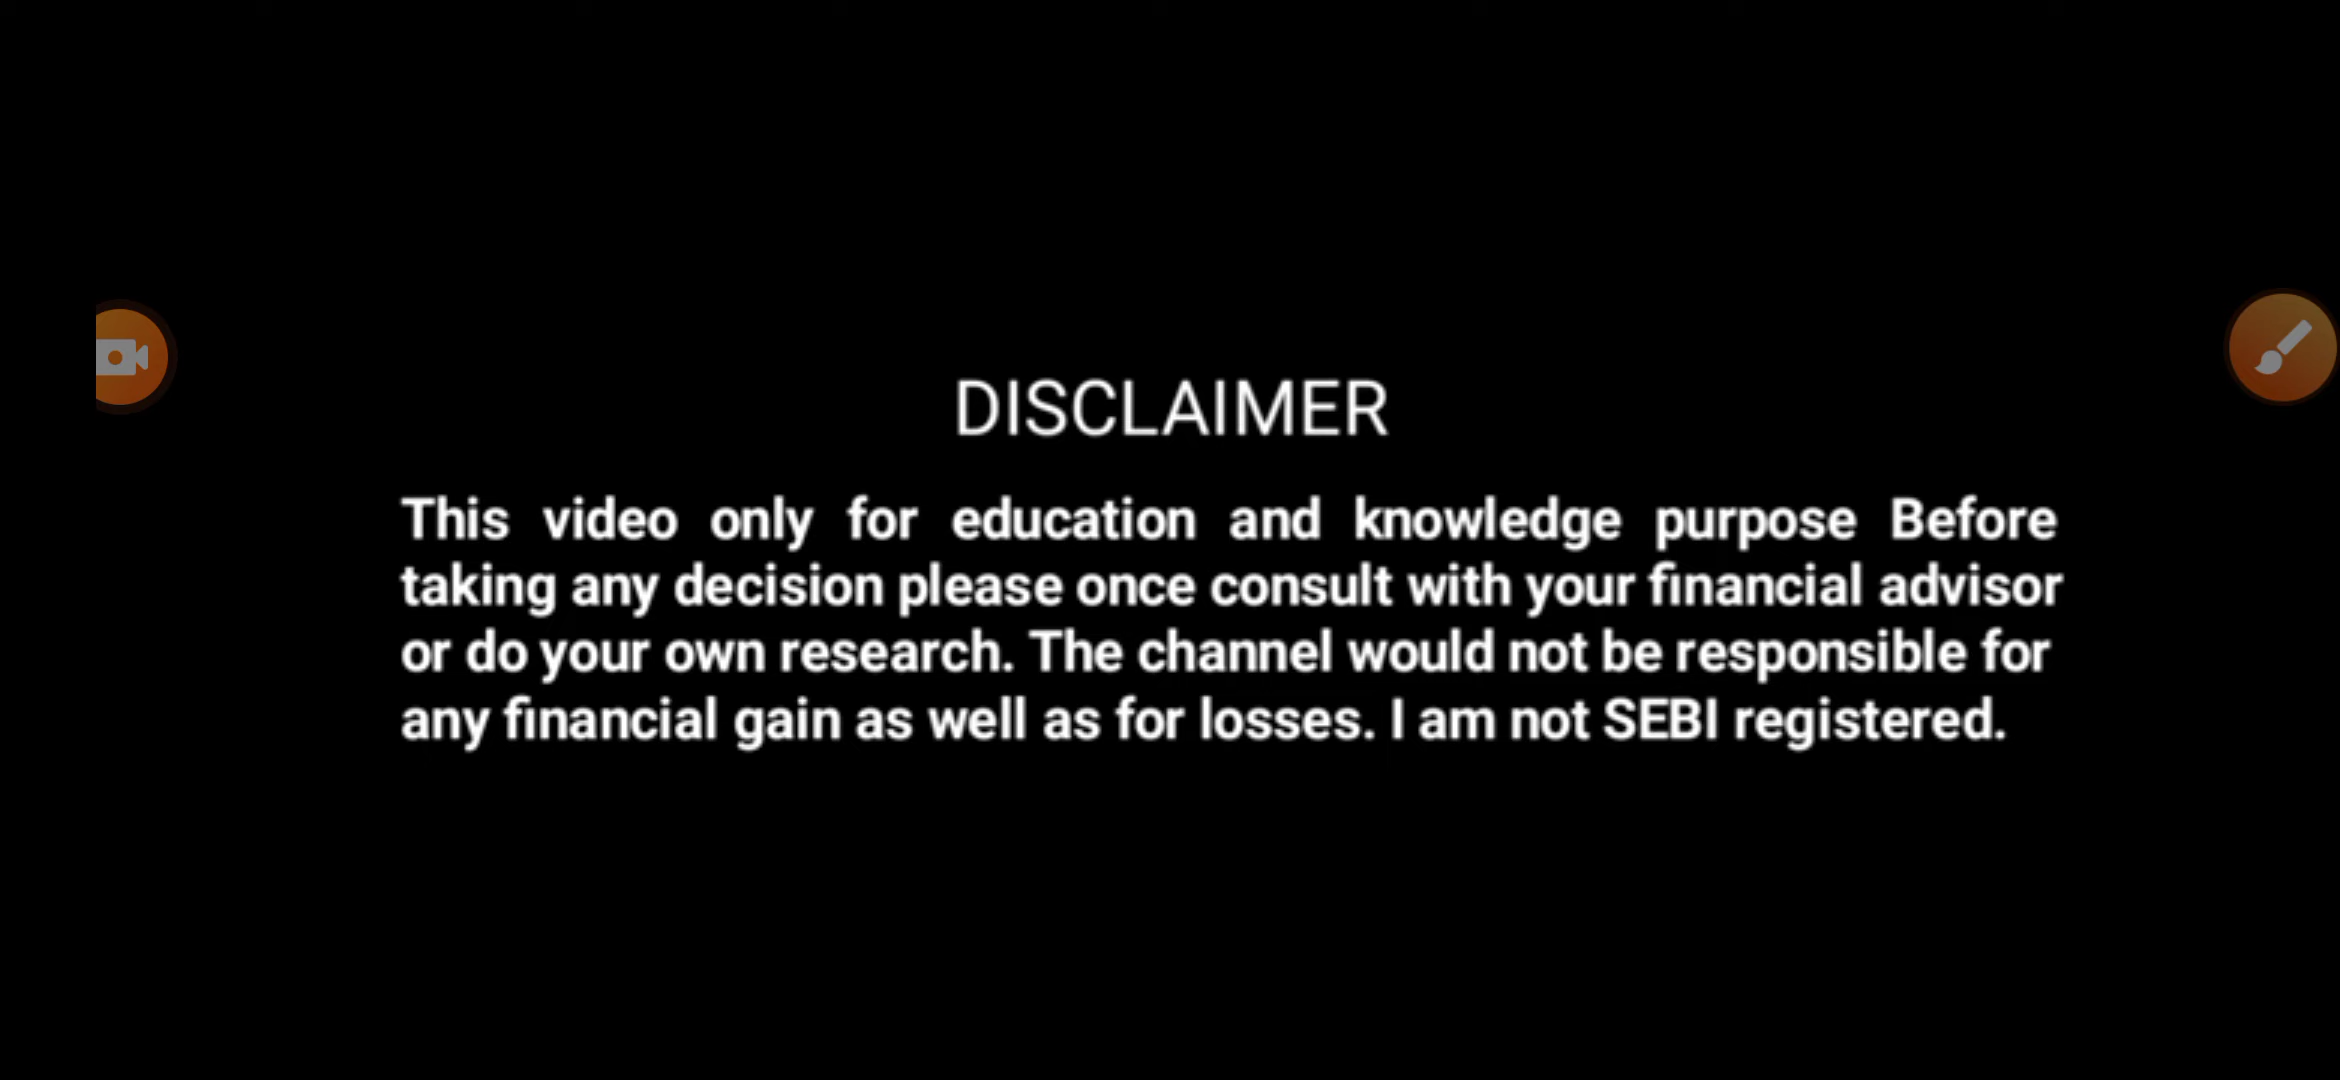 DISCLAIMER
This video only for education and knowledge purpose Before
taking any decision please once consult with your financial advisor
or do your own research. The channel would not be responsible for
any financial gain as well as for losses. I am not SEBI registered.